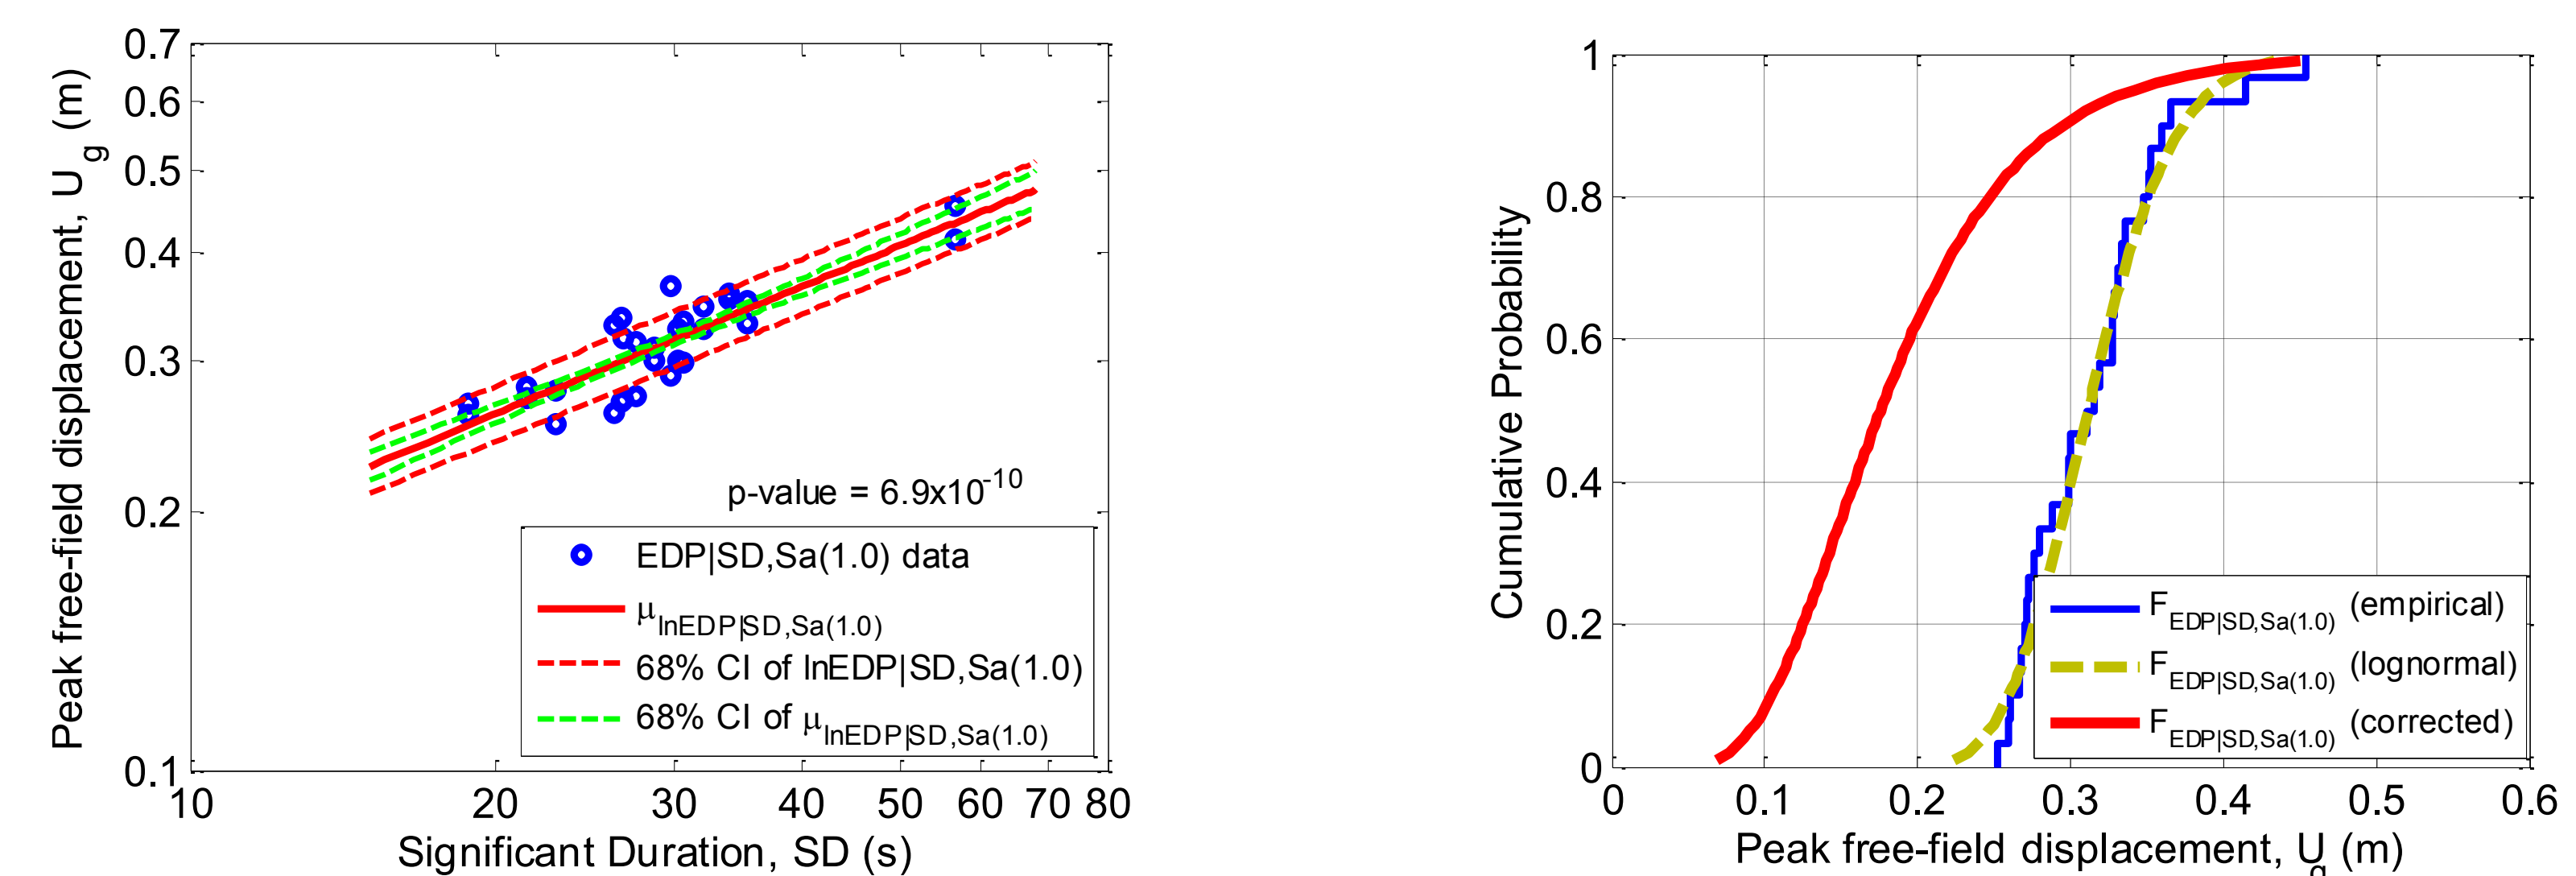 0.7
0.6
0.5
0.4
0.3
0.2
0.1
Peak free-field displacement, U_g (m)
p-value = 6.9x10^-10
EDP|SD,Sa(1.0) data
μ_lnEDP|SD,Sa(1.0)
68% CI of lnEDP|SD,Sa(1.0)
68% CI of μ_lnEDP|SD,Sa(1.0)
10 20 30 40 50 60 70 80
Significant Duration, SD (s)
1
0.8
0.6
0.4
0.2
0
Cumulative Probability
F_EDP|SD,Sa(1.0) (empirical)
F_EDP|SD,Sa(1.0) (lognormal)
F_EDP|SD,Sa(1.0) (corrected)
0 0.1 0.2 0.3 0.4 0.5 0.6
Peak free-field displacement, U_g (m)